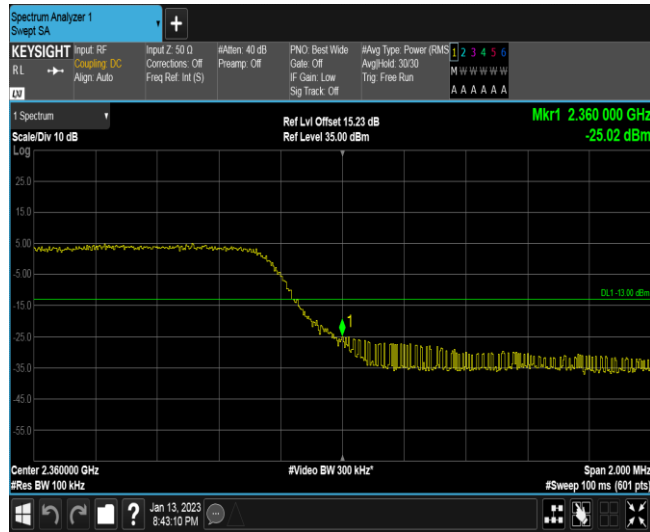 Spectrum Analyzer 1
Swept SA
KEYSIGHT
RL
LXI
Input: RF
Coupling: DC
Align: Auto
Input Z: 50 Ω
Corrections: Off
Freq Ref: Int (S)
#Atten: 40 dB
Preamp: Off
PNO: Best Wide
Gate: Off
IF Gain: Low
Sig Track: Off
#Avg Type: Power (RMS
Avg|Hold: 30/30
Trig: Free Run
1 2 3 4 5 6
M W W W W W
A A A A A A
1 Spectrum
Scale/Div 10 dB
Log
Ref Lvl Offset 15.23 dB
Ref Level 35.00 dBm
Mkr1 2.360 000 GHz
-25.02 dBm
25.0
15.0
5.00
-5.00
-15.0
-25.0
-35.0
-45.0
-55.0
DL1 -13.00 dBm
1
Center 2.360000 GHz
#Res BW 100 kHz
#Video BW 300 kHz*
Span 2.000 MHz
#Sweep 100 ms (601 pts)
Jan 13, 2023
8:43:10 PM